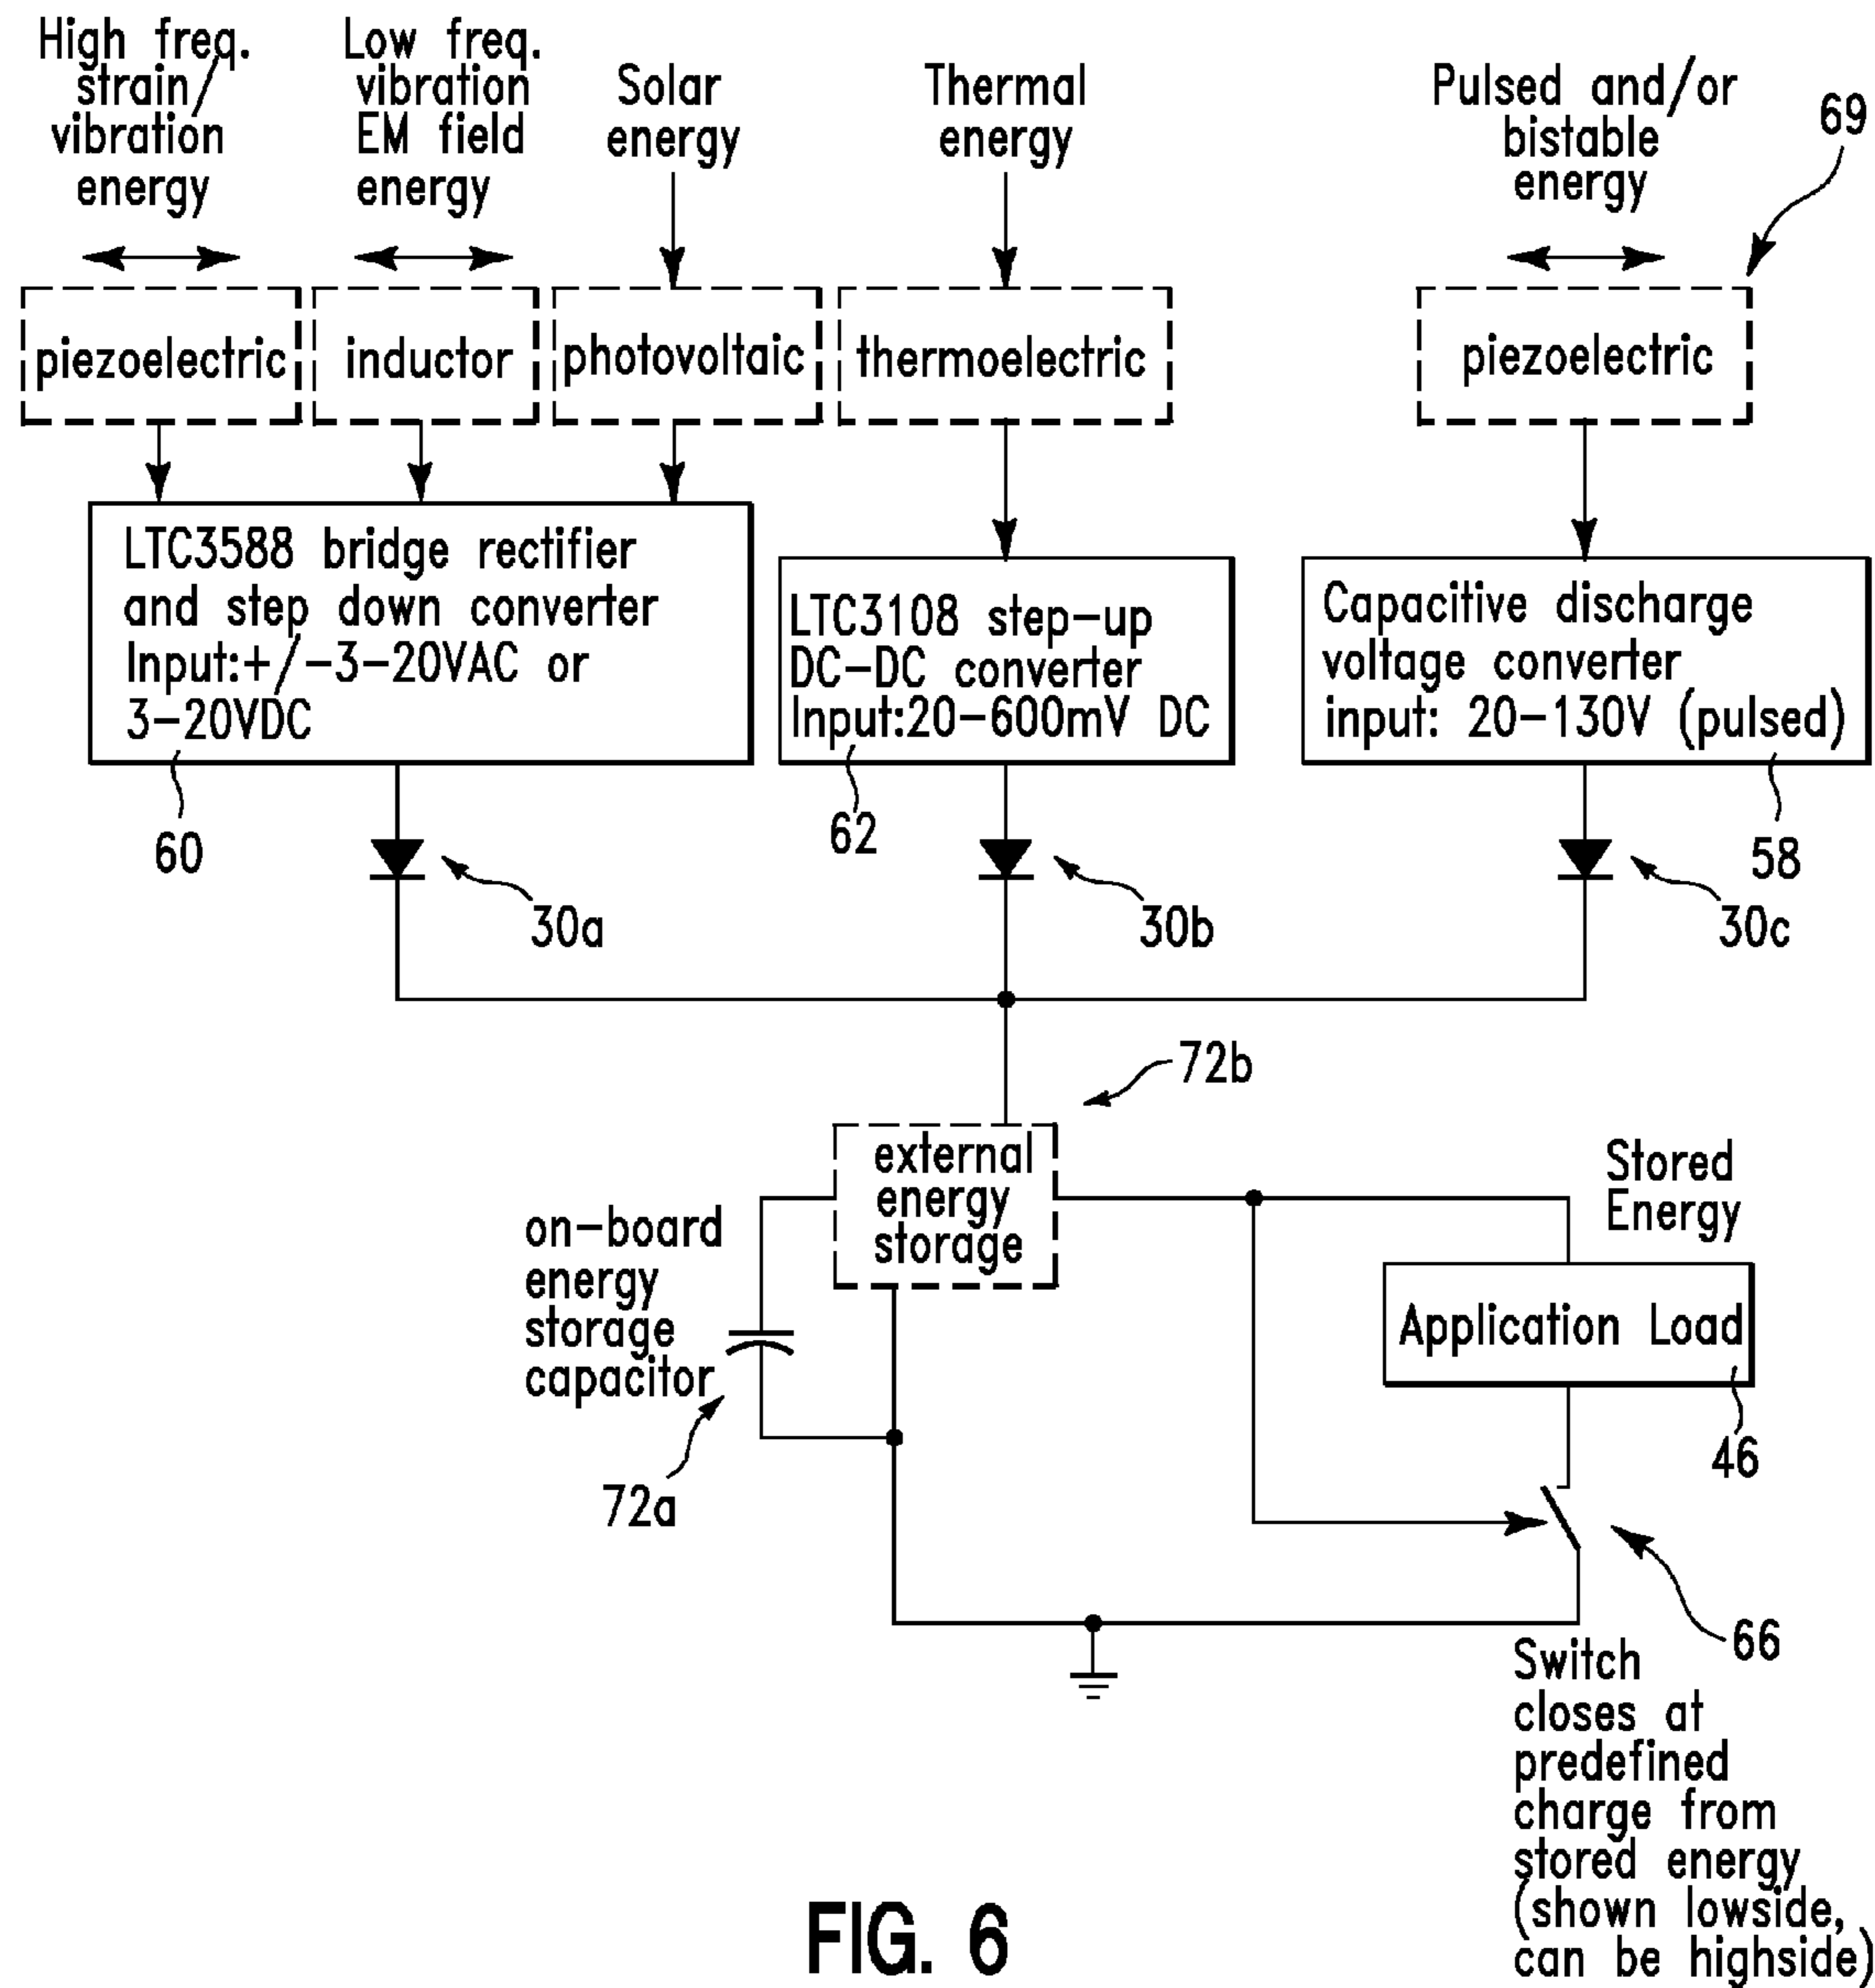 High freq.
strain/
vibration
energy
Low freq.
vibration
EM field
energy
Solar
energy
Thermal
energy
Pulsed and/or
bistable
energy
69
piezoelectric
inductor
photovoltaic
thermoelectric
piezoelectric
LTC3588 bridge rectifier
and step down converter
Input:+/-3-20VAC or
3-20VDC
LTC3108 step-up
DC-DC converter
Input:20-600mV DC
Capacitive discharge
voltage converter
input: 20-130V (pulsed)
60
62
58
30a
30b
30c
72b
external
energy
storage
on-board
energy
storage
capacitor
72a
Stored
Energy
Application Load
46
66
Switch
closes at
predefined
charge from
stored energy
(shown lowside,
can be highside)
FIG. 6